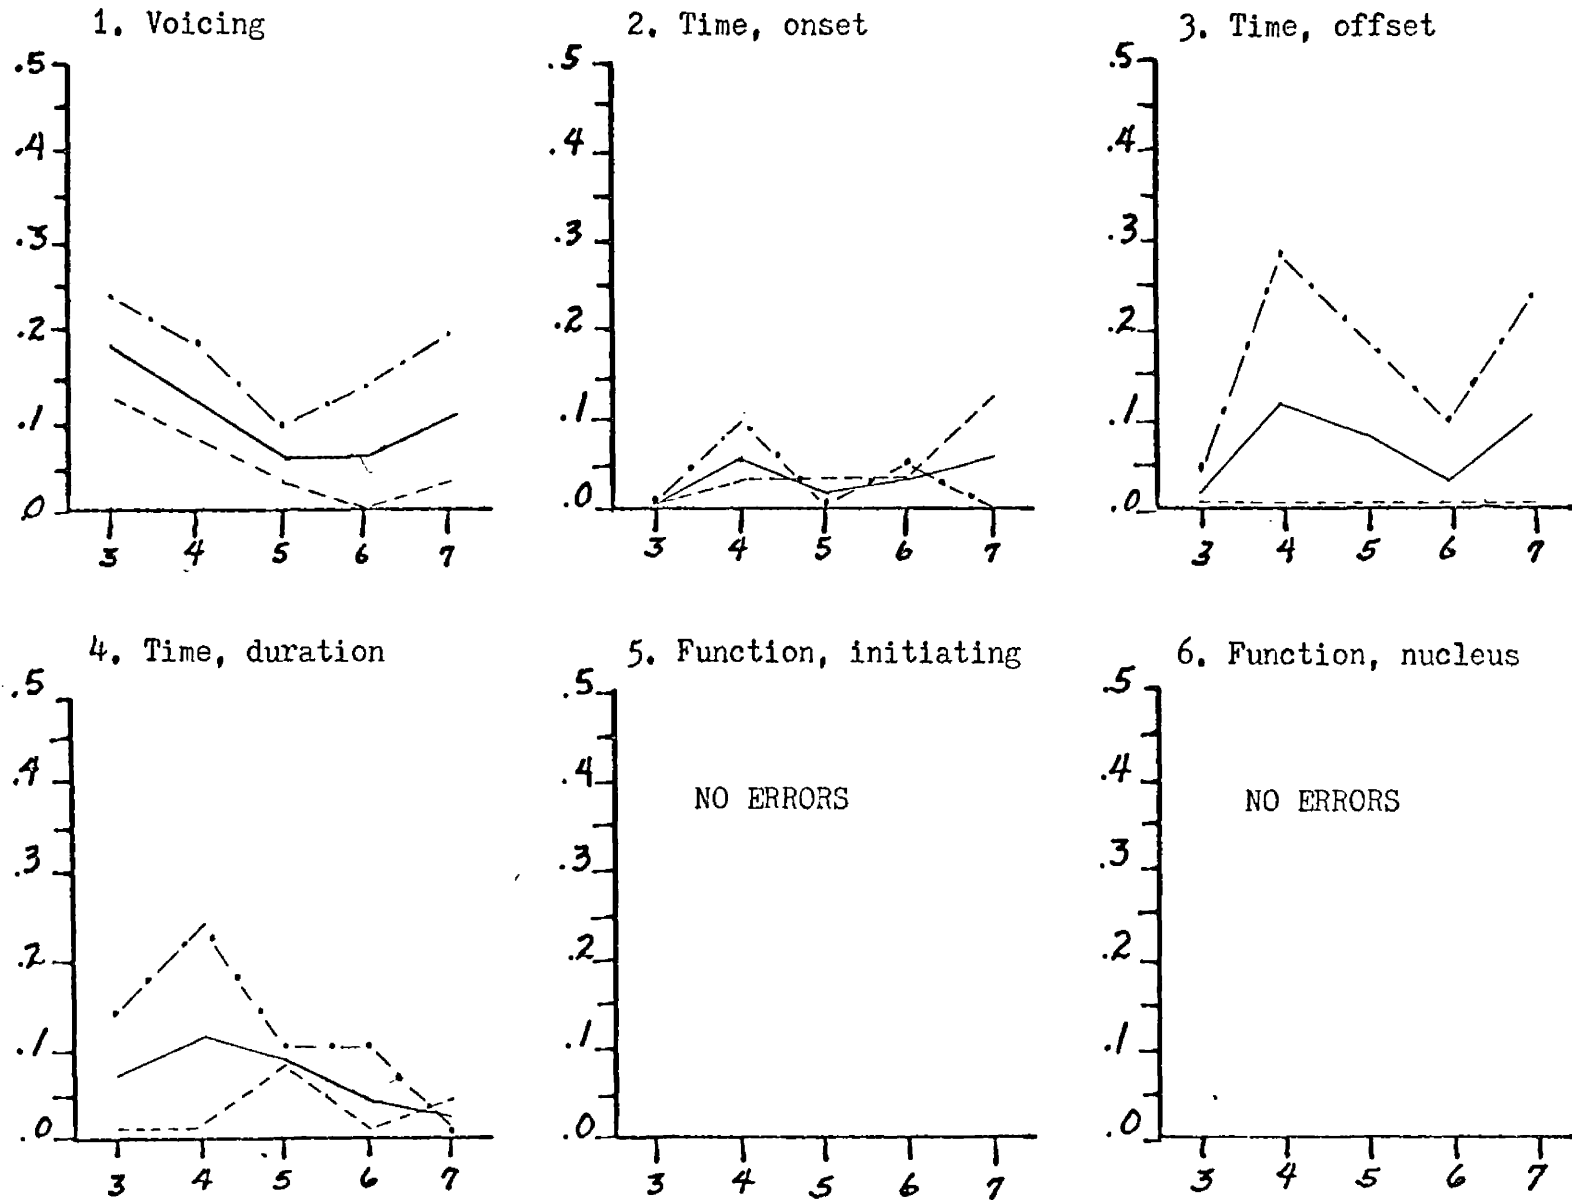 1. Voicing
.5
.4
.3
.2
.1
.0
3 4 5 6 7
2. Time, onset
.5
.4
.3
.2
.1
.0
3 4 5 6 7
3. Time, offset
.5
.4
.3
.2
.1
.0
3 4 5 6 7
4. Time, duration
.5
.4
.3
.2
.1
.0
3 4 5 6 7
5. Function, initiating
.5
.4
NO ERRORS
.3
.2
.1
.0
3 4 5 6 7
6. Function, nucleus
.5
.4
NO ERRORS
.3
.2
.1
.0
3 4 5 6 7